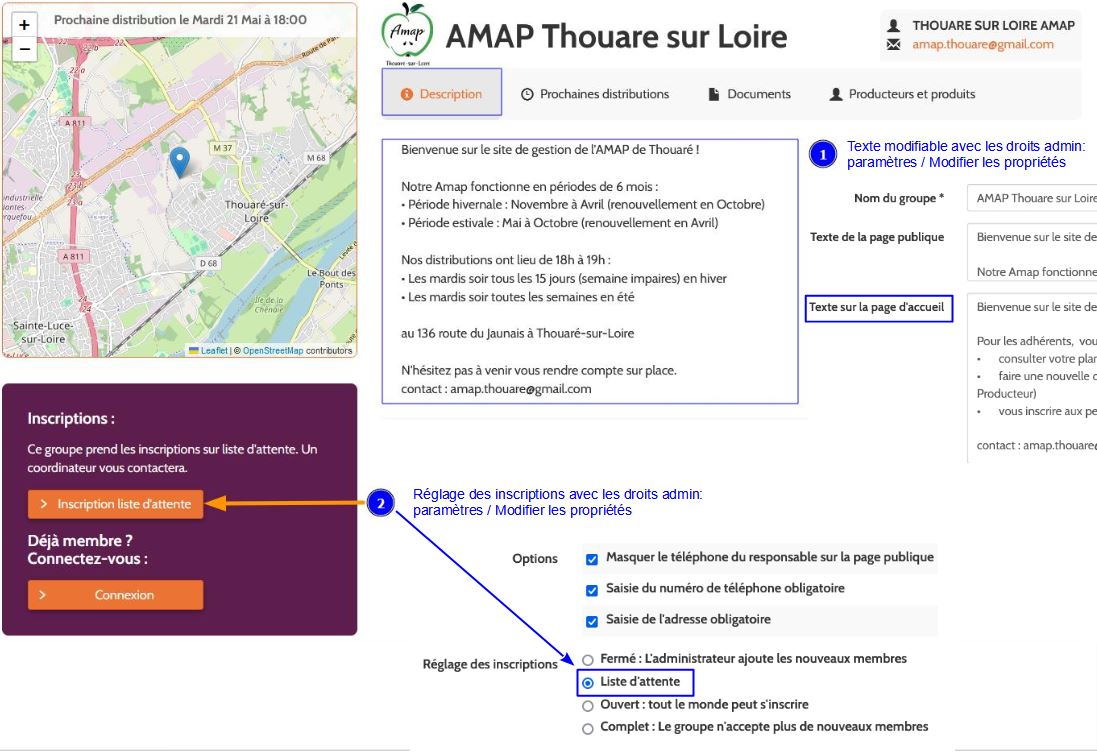 +
−
Prochaine distribution le Mardi 21 Mai à 18:00
22 a
22 a
Route de Par
A 811
23
M 37
M 68
Thouaré-sur-
Loire
A 811
D 68
24
Le Bout des
Ponts
Île de la
Chênaie
24
Sainte-Luce-
sur-Loire
Leaflet | © OpenStreetMap contributors
Inscriptions :
Ce groupe prend les inscriptions sur liste d'attente. Un
coordinateur vous contactera.
> Inscription liste d'attente
Déjà membre ?
Connectez-vous :
> Connexion
Amap
Thouaré-sur-Loire
AMAP Thouare sur Loire
THOUARE SUR LOIRE AMAP
amap.thouare@gmail.com
Description
Prochaines distributions
Documents
Producteurs et produits
Bienvenue sur le site de gestion de l'AMAP de Thouaré !
Notre Amap fonctionne en périodes de 6 mois :
• Période hivernale : Novembre à Avril (renouvellement en Octobre)
• Période estivale : Mai à Octobre (renouvellement en Avril)
Nos distributions ont lieu de 18h à 19h :
• Les mardis soir tous les 15 jours (semaine impaires) en hiver
• Les mardis soir toutes les semaines en été
au 136 route du Jaunais à Thouaré-sur-Loire
N'hésitez pas à venir vous rendre compte sur place.
contact : amap.thouare@gmail.com
1
Texte modifiable avec les droits admin:
paramètres / Modifier les propriétés
Nom du groupe *
AMAP Thouare sur Loire
Texte de la page publique
Bienvenue sur le site de
Notre Amap fonctionne
Texte sur la page d'accueil
Bienvenue sur le site de
Pour les adhérents, vou
• consulter votre plan
• faire une nouvelle c
Producteur)
• vous inscrire aux pe
contact : amap.thouare
2
Réglage des inscriptions avec les droits admin:
paramètres / Modifier les propriétés
Options
Masquer le téléphone du responsable sur la page publique
Saisie du numéro de téléphone obligatoire
Saisie de l'adresse obligatoire
Réglage des inscriptions
Fermé : L'administrateur ajoute les nouveaux membres
Liste d'attente
Ouvert : tout le monde peut s'inscrire
Complet : Le groupe n'accepte plus de nouveaux membres